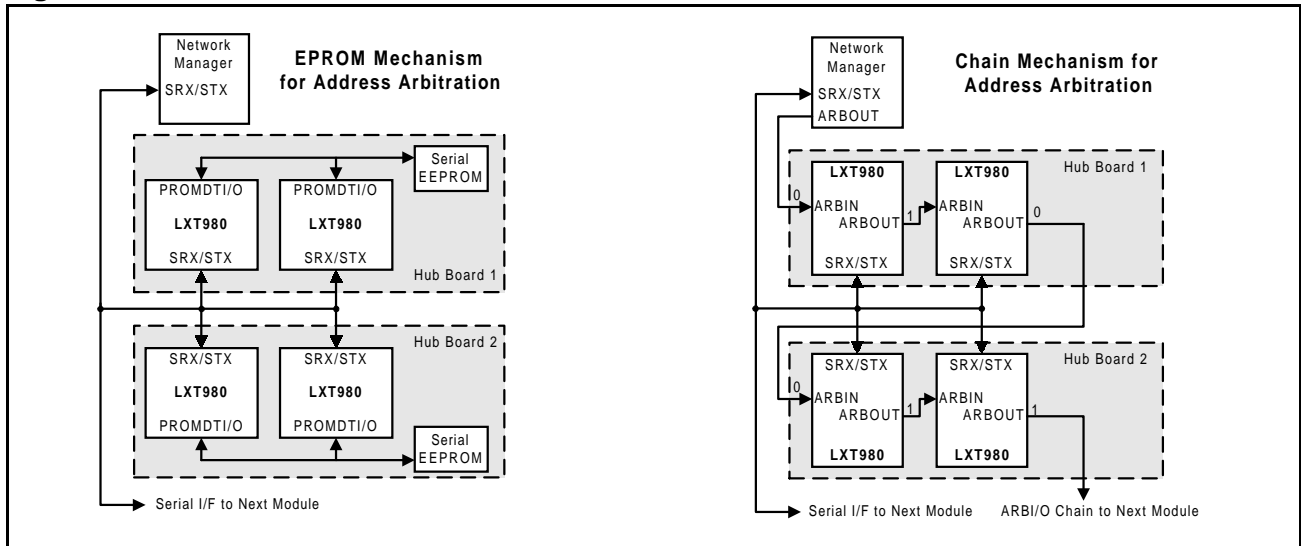 Network
Manager
SRX/STX
EPROM Mechanism
for Address Arbitration
Serial
EEPROM
PROMDTI/O
LXT980
SRX/STX
PROMDTI/O
LXT980
SRX/STX
Hub Board 1
Hub Board 2
SRX/STX
LXT980
PROMDTI/O
SRX/STX
LXT980
PROMDTI/O
Serial
EEPROM
Serial I/F to Next Module
Network
Manager
SRX/STX
ARBOUT
Chain Mechanism for
Address Arbitration
Hub Board 1
LXT980
0
ARBIN
ARBOUT
1
SRX/STX
LXT980
ARBIN
ARBOUT
0
SRX/STX
Hub Board 2
SRX/STX
0
ARBIN
ARBOUT
1
LXT980
SRX/STX
ARBIN
ARBOUT
1
LXT980
Serial I/F to Next Module
ARBI/O Chain to Next Module